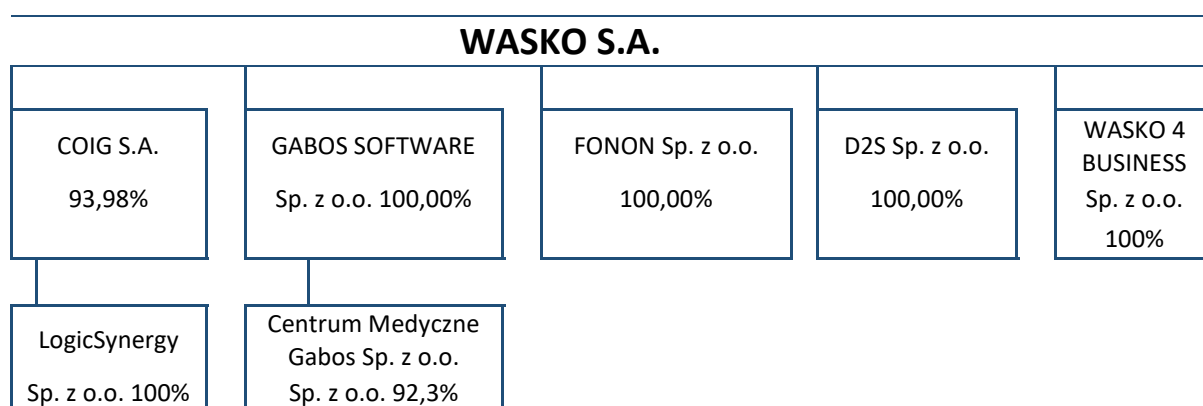 WASKO S.A.
COIG S.A.
93,98%
GABOS SOFTWARE
Sp. z o.o. 100,00%
FONON Sp. z o.o.
100,00%
D2S Sp. z o.o.
100,00%
WASKO 4
BUSINESS
Sp. z o.o.
100%
LogicSynergy
Sp. z o.o. 100%
Centrum Medyczne
Gabos Sp. z o.o.
Sp. z o.o. 92,3%